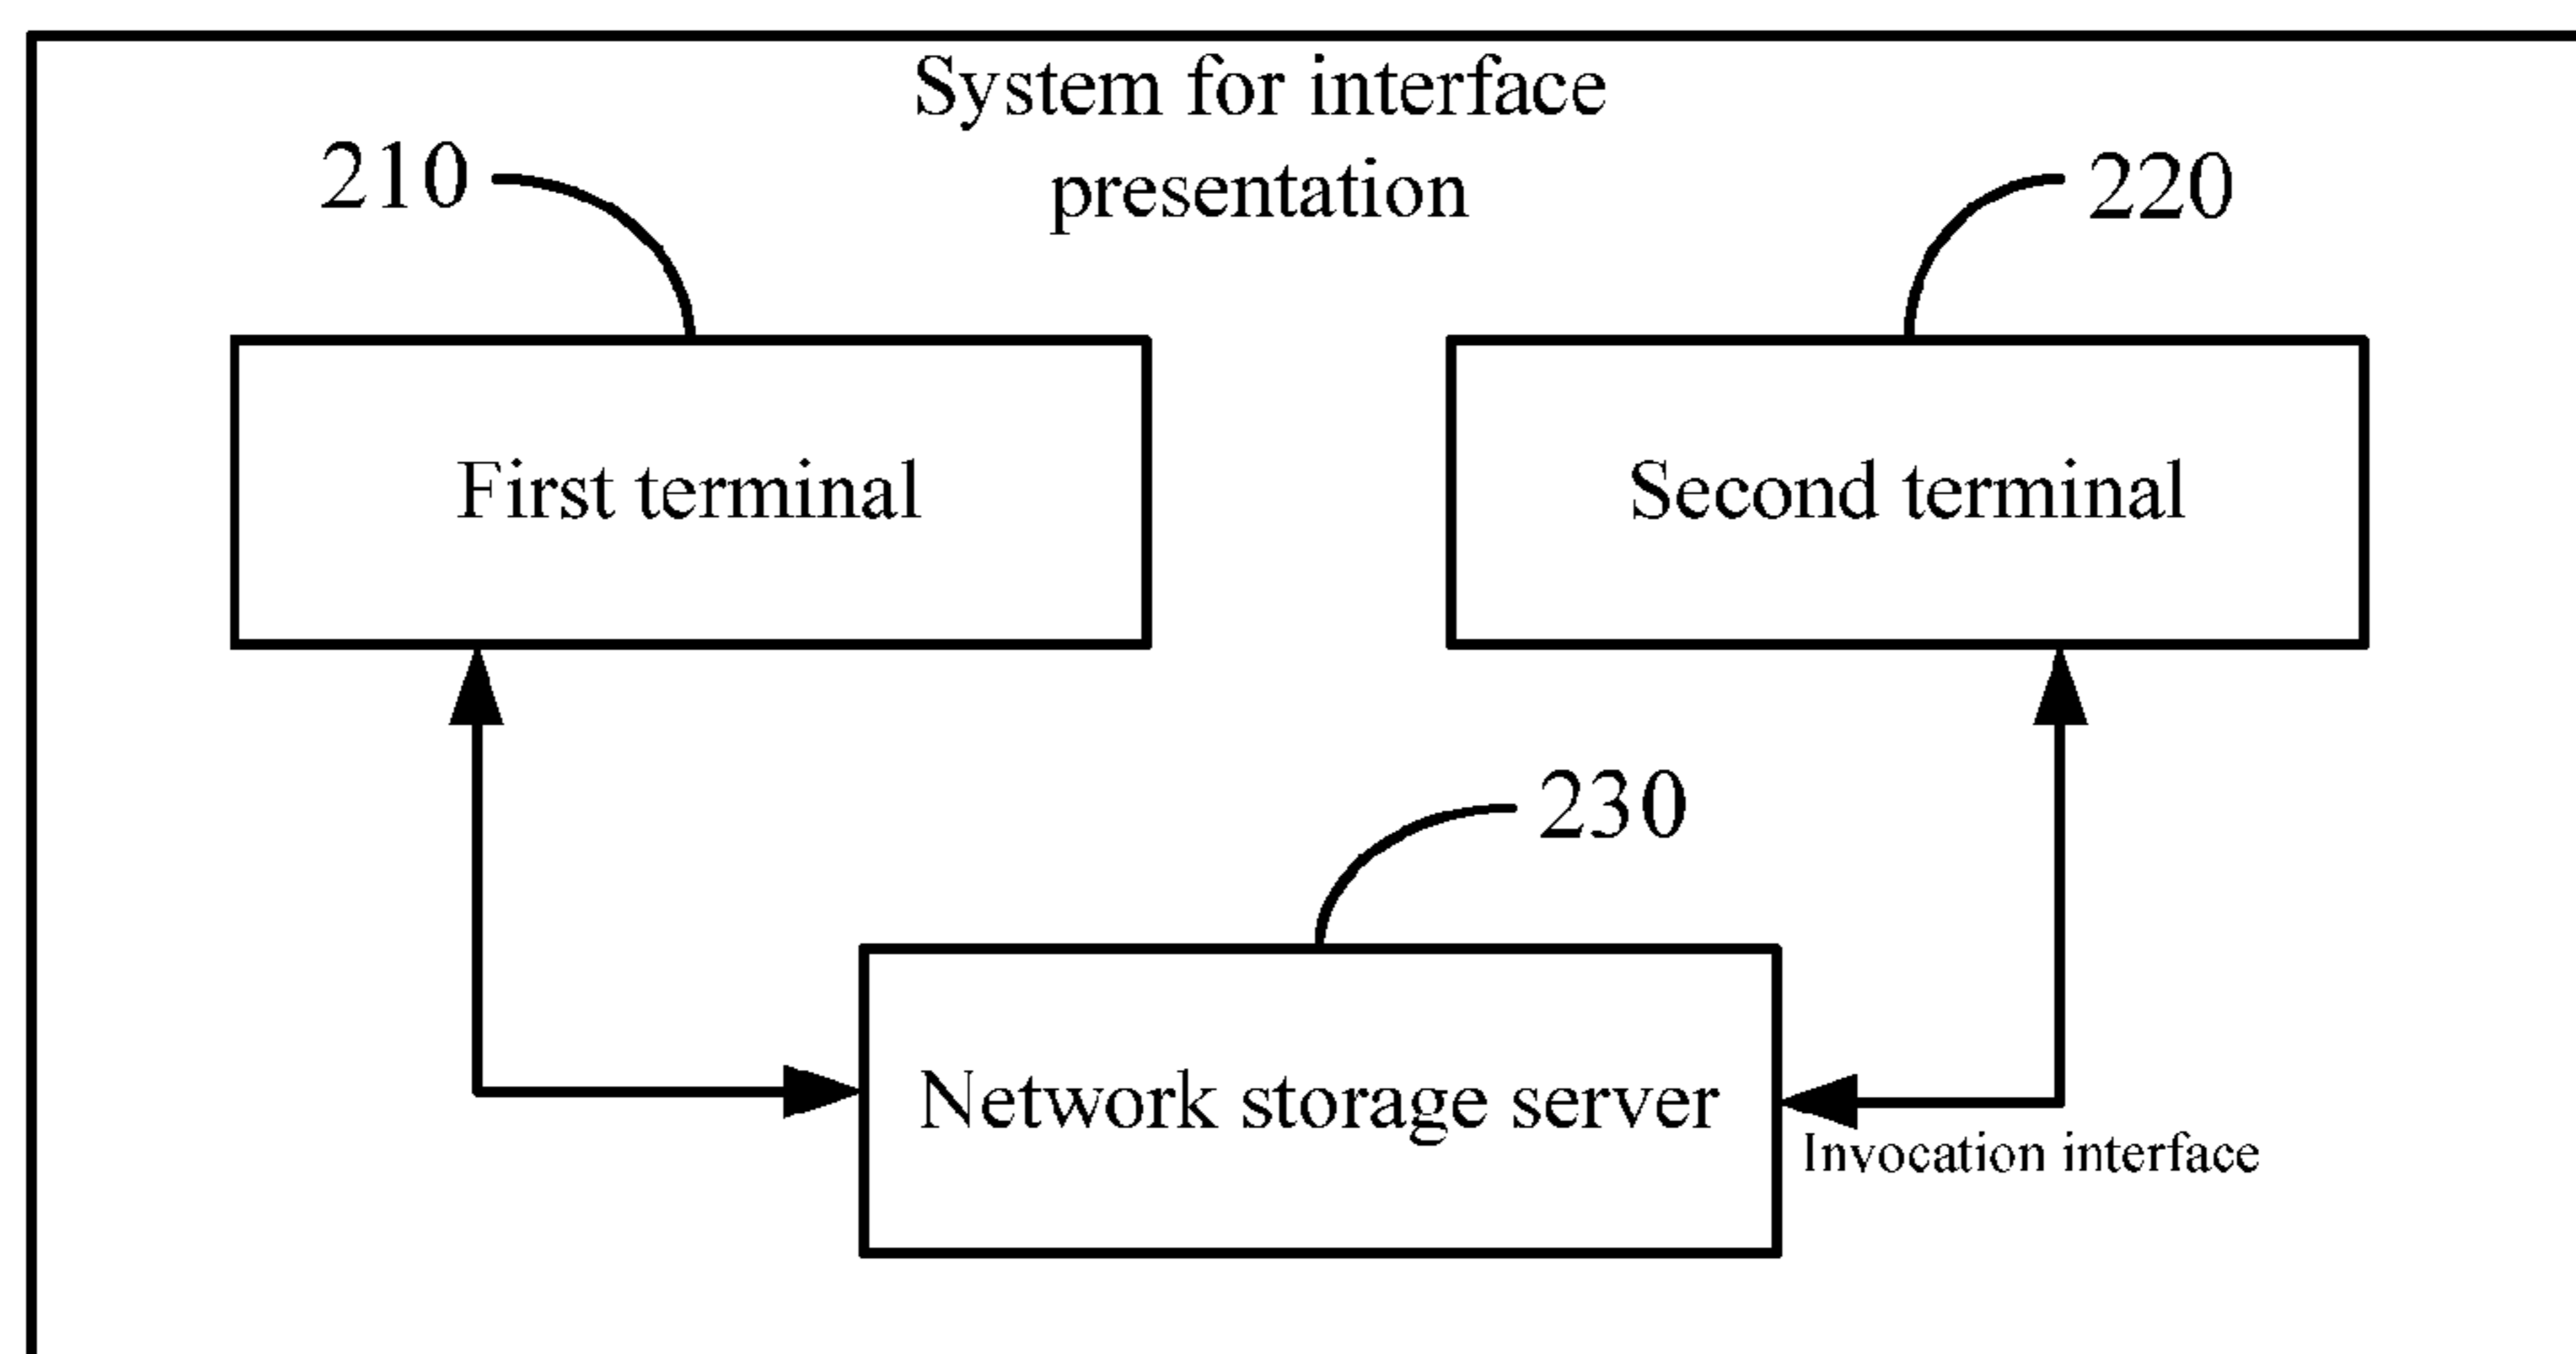 System for interface
presentation
210
220
First terminal
Second terminal
230
Network storage server
Invocation interface